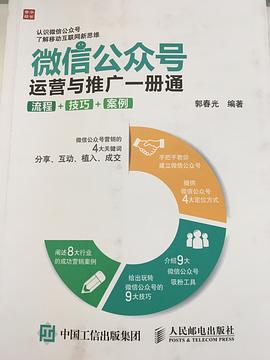 认识微信公众号
了解移动互联网新思维
微信公众号
运营与推广一册通
流程+技巧+案例
郭春光 编著
微信公众号营销的
4大关键词
分享、互动、植入、成交
手把手教你
建立微信公众号
提供
微信公众号
4大定位方式
介绍9大
微信公众号
吸粉工具
给出玩转
微信公众号的
9大技巧
阐述8大行业
的成功营销案例
中国工信出版集团
人民邮电出版社
POSTS & TELECOM PRESS